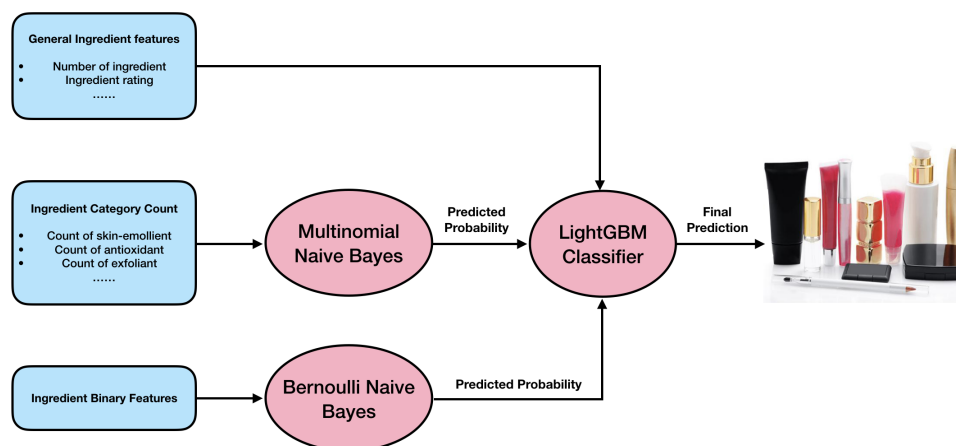 General Ingredient features
• Number of ingredient
• Ingredient rating
......
Ingredient Category Count
• Count of skin-emollient
• Count of antioxidant
• Count of exfoliant
......
Multinomial
Naive Bayes
Predicted
Probability
LightGBM
Classifier
Final
Prediction
Ingredient Binary Features
Bernoulli Naive
Bayes
Predicted Probability